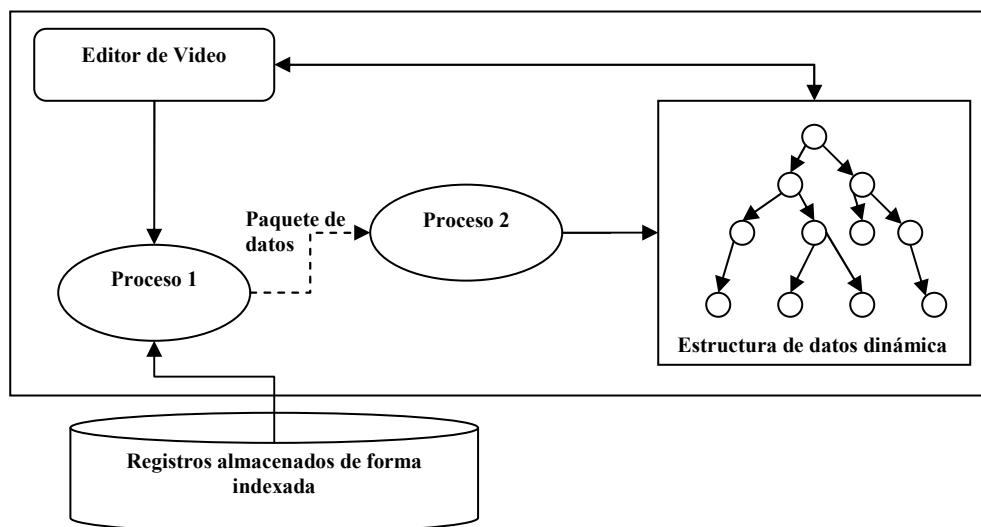 Editor de Video
Paquete de
datos
Proceso 2
Proceso 1
Estructura de datos dinámica
Registros almacenados de forma
indexada